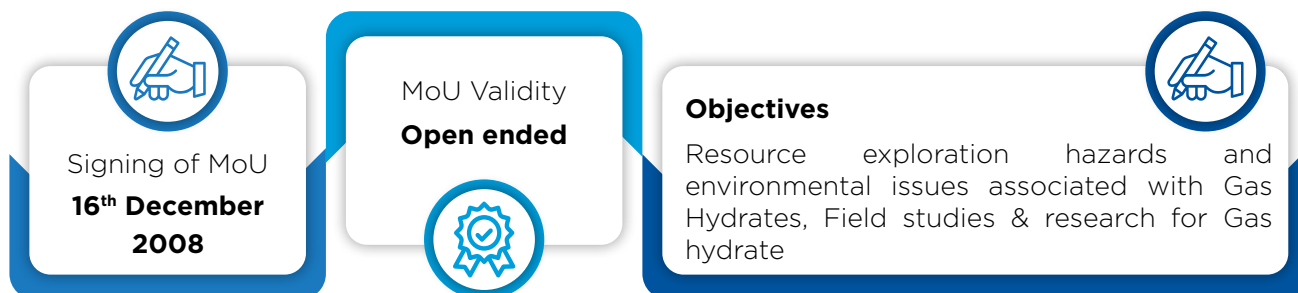 Signing of MoU
16th December
2008
MoU Validity
Open ended
Objectives
Resource exploration hazards and
environmental issues associated with Gas
Hydrates, Field studies & research for Gas
hydrate